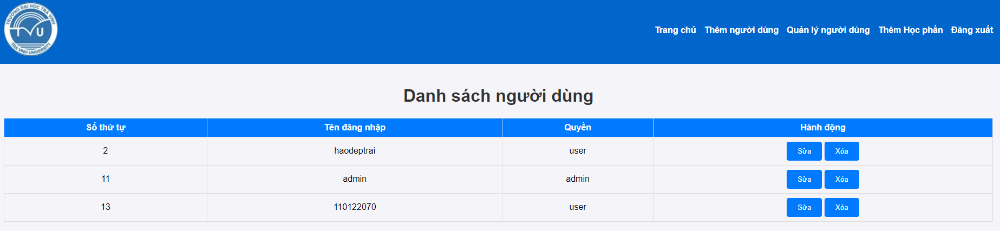 TRƯỜNG ĐẠI HỌC TRÀ VINH
TVU
TRA VINH UNIVERSITY
Trang chủ Thêm người dùng Quản lý người dùng Thêm Học phần Đăng xuất
Danh sách người dùng
Số thứ tự Tên đăng nhập Quyền Hành động
2 haodeptrai user Sửa Xóa
11 admin admin Sửa Xóa
13 110122070 user Sửa Xóa